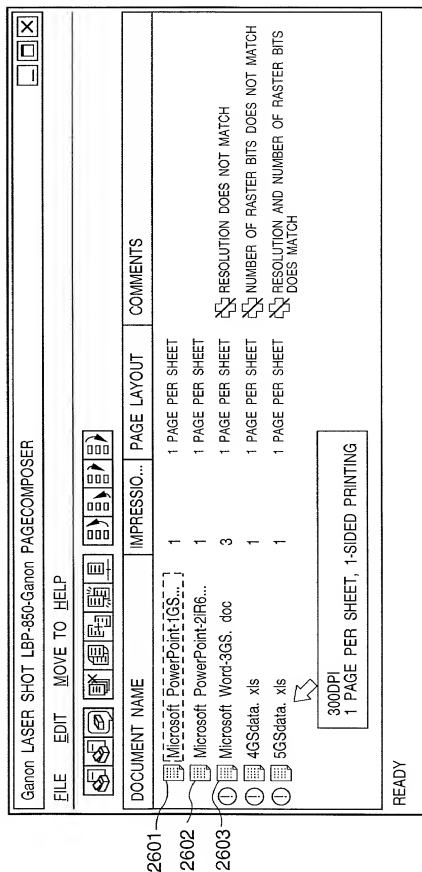 Ganon LASER SHOT LBP-850-Ganon PAGECOMPOSER
FILE EDIT MOVE TO HELP
DOCUMENT NAME IMPRESSIO... PAGE LAYOUT COMMENTS
2601 Microsoft PowerPoint-1GS... 1 1 PAGE PER SHEET
2602 Microsoft PowerPoint-2iR6... 1 1 PAGE PER SHEET
2603 Microsoft Word-3GS. doc 3 1 PAGE PER SHEET RESOLUTION DOES NOT MATCH
4GSdata. xls 1 1 PAGE PER SHEET NUMBER OF RASTER BITS DOES NOT MATCH
5GSdata. xls 1 1 PAGE PER SHEET RESOLUTION AND NUMBER OF RASTER BITS
DOES MATCH
300DPI
1 PAGE PER SHEET, 1-SIDED PRINTING
READY